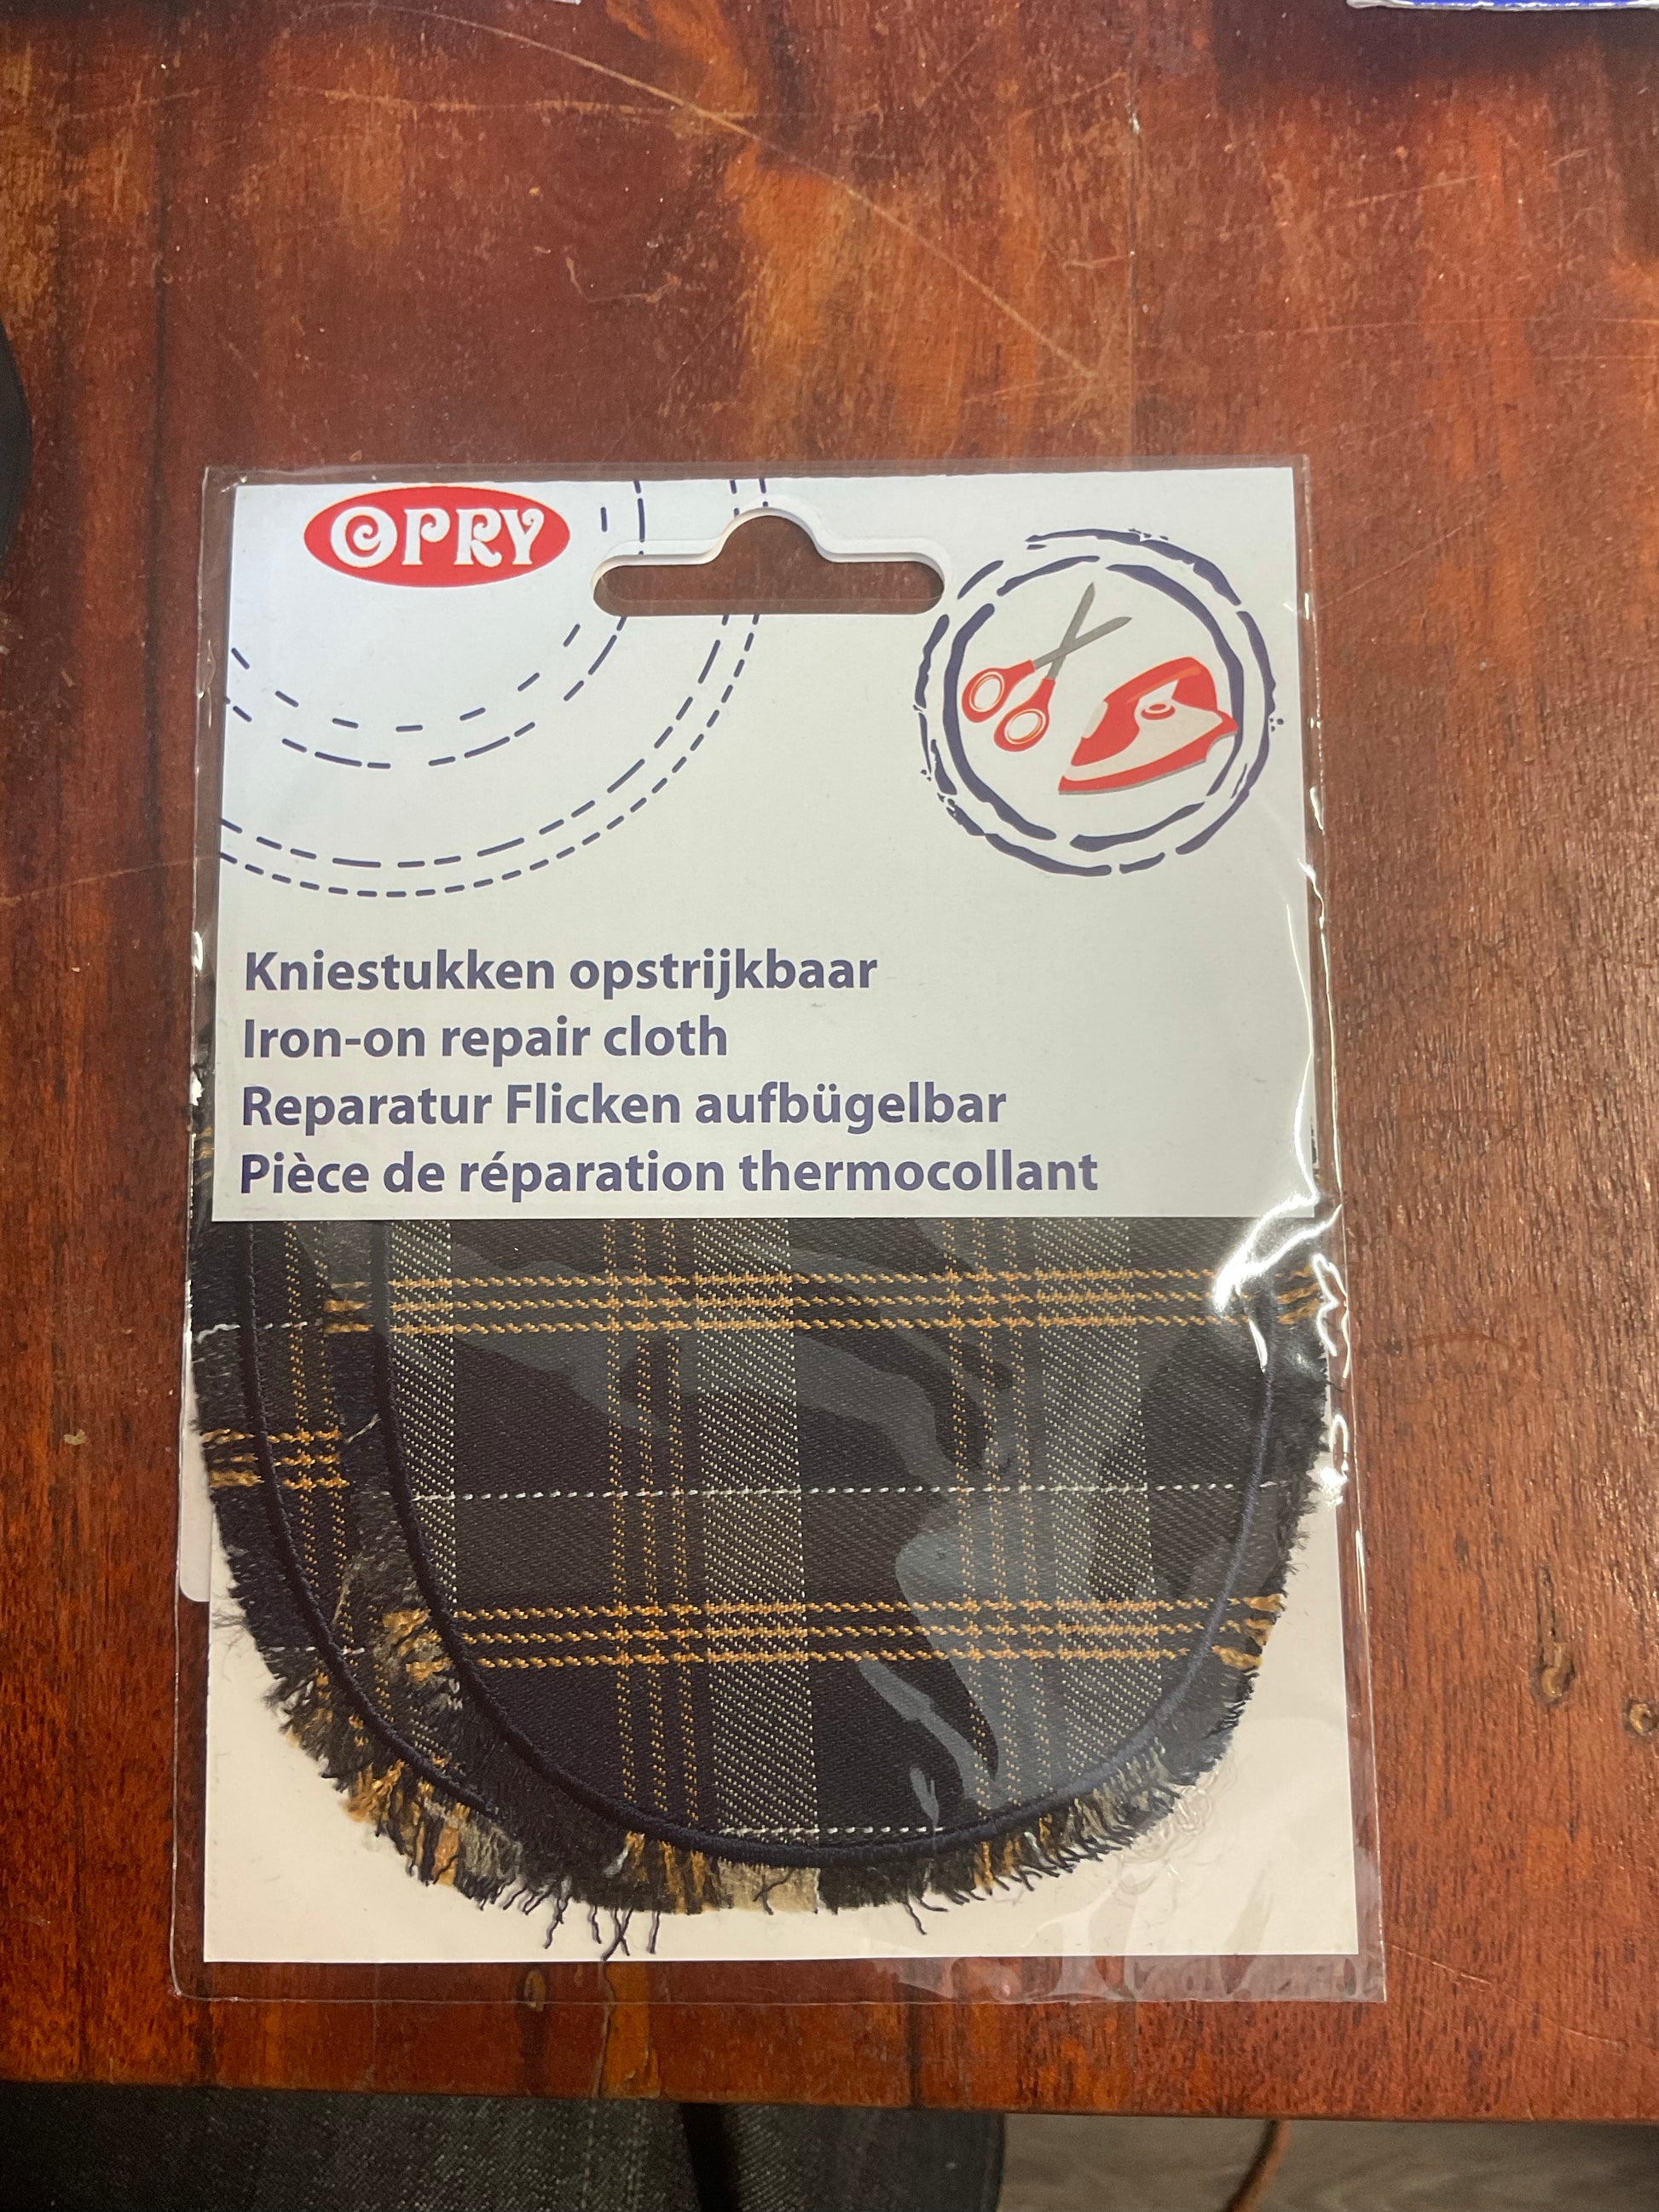 OPRY
Kniestukken opstrijkbaar
Iron-on repair cloth
Reparatur Flicken aufbügelbar
Pièce de réparation thermocollant